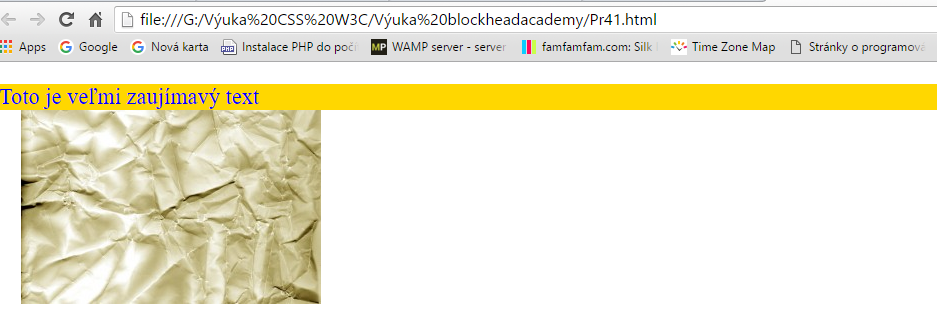 file:///G:/Výuka%20CSS%20W3C/Výuka%20blockheadacademy/Pr41.html
Apps Google Nová karta Instalace PHP do poč WAMP server - server famfamfam.com: Silk Time Zone Map Stránky o programova
Toto je veľmi zaujímavý text